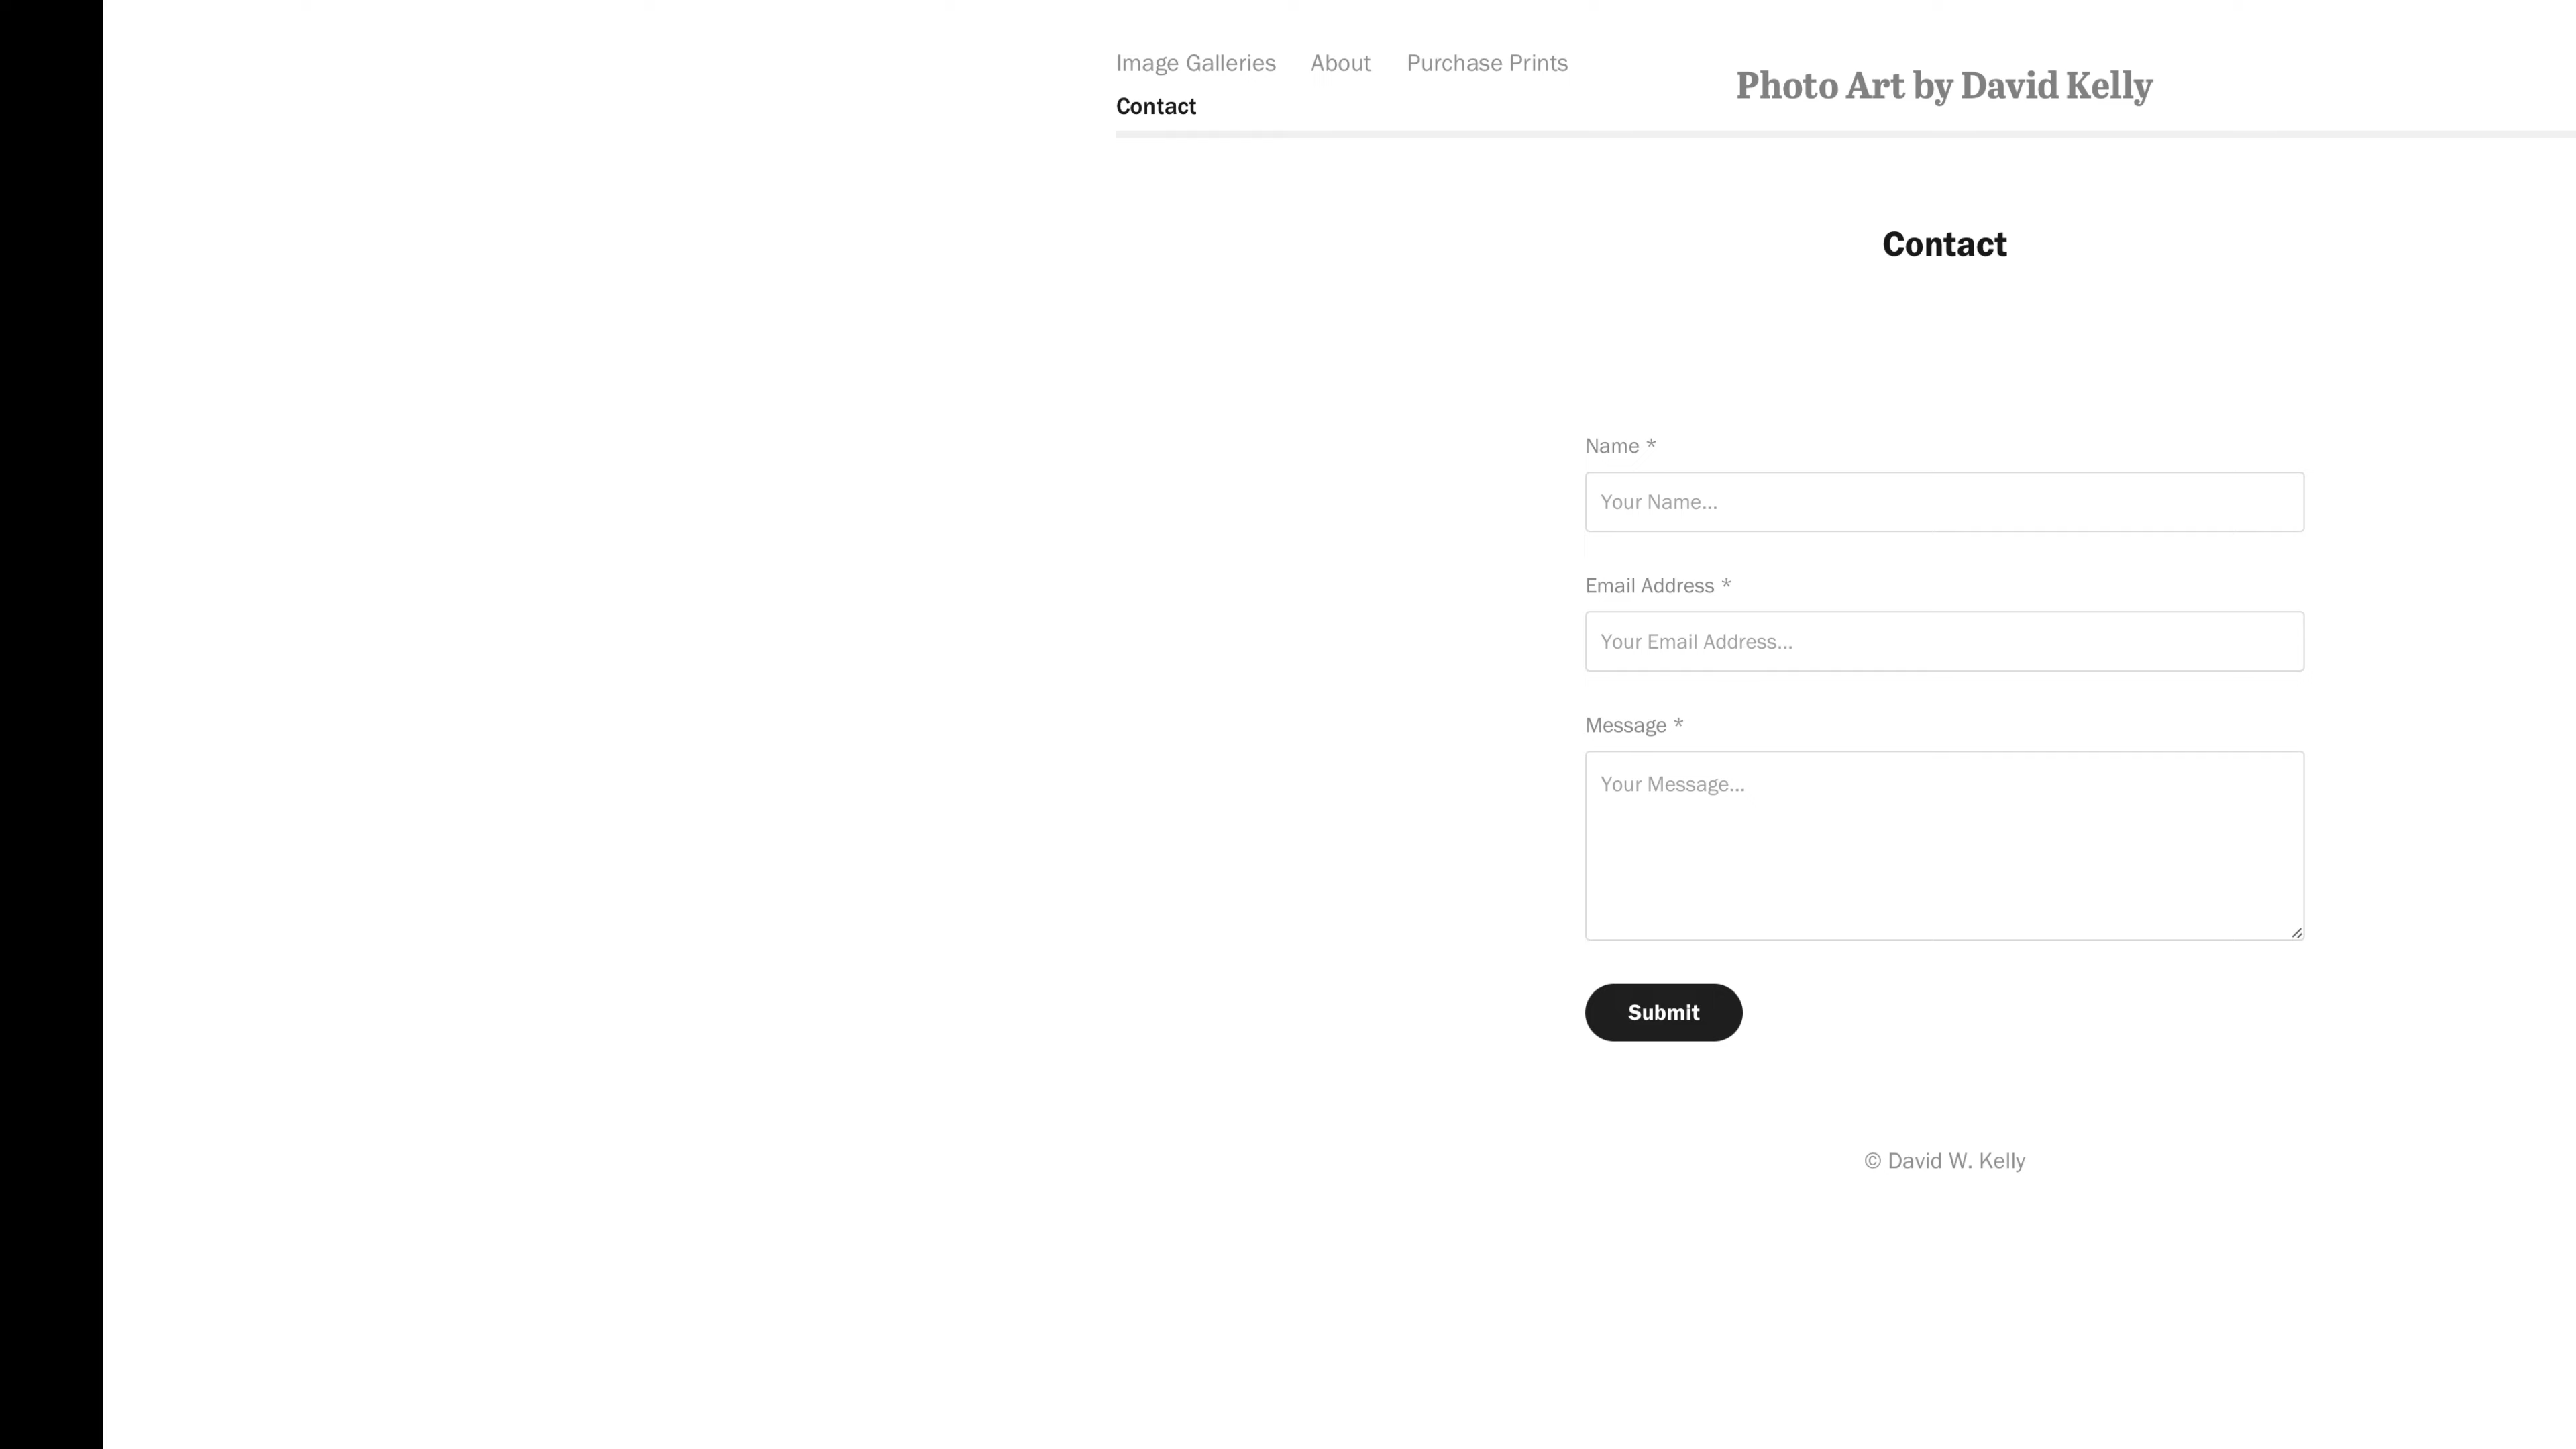 Image Galleries About Purchase Prints
Contact
Photo Art by David Kelly
Contact
Name *
Your Name...
Email Address *
Your Email Address...
Message *
Your Message...
Submit
© David W. Kelly